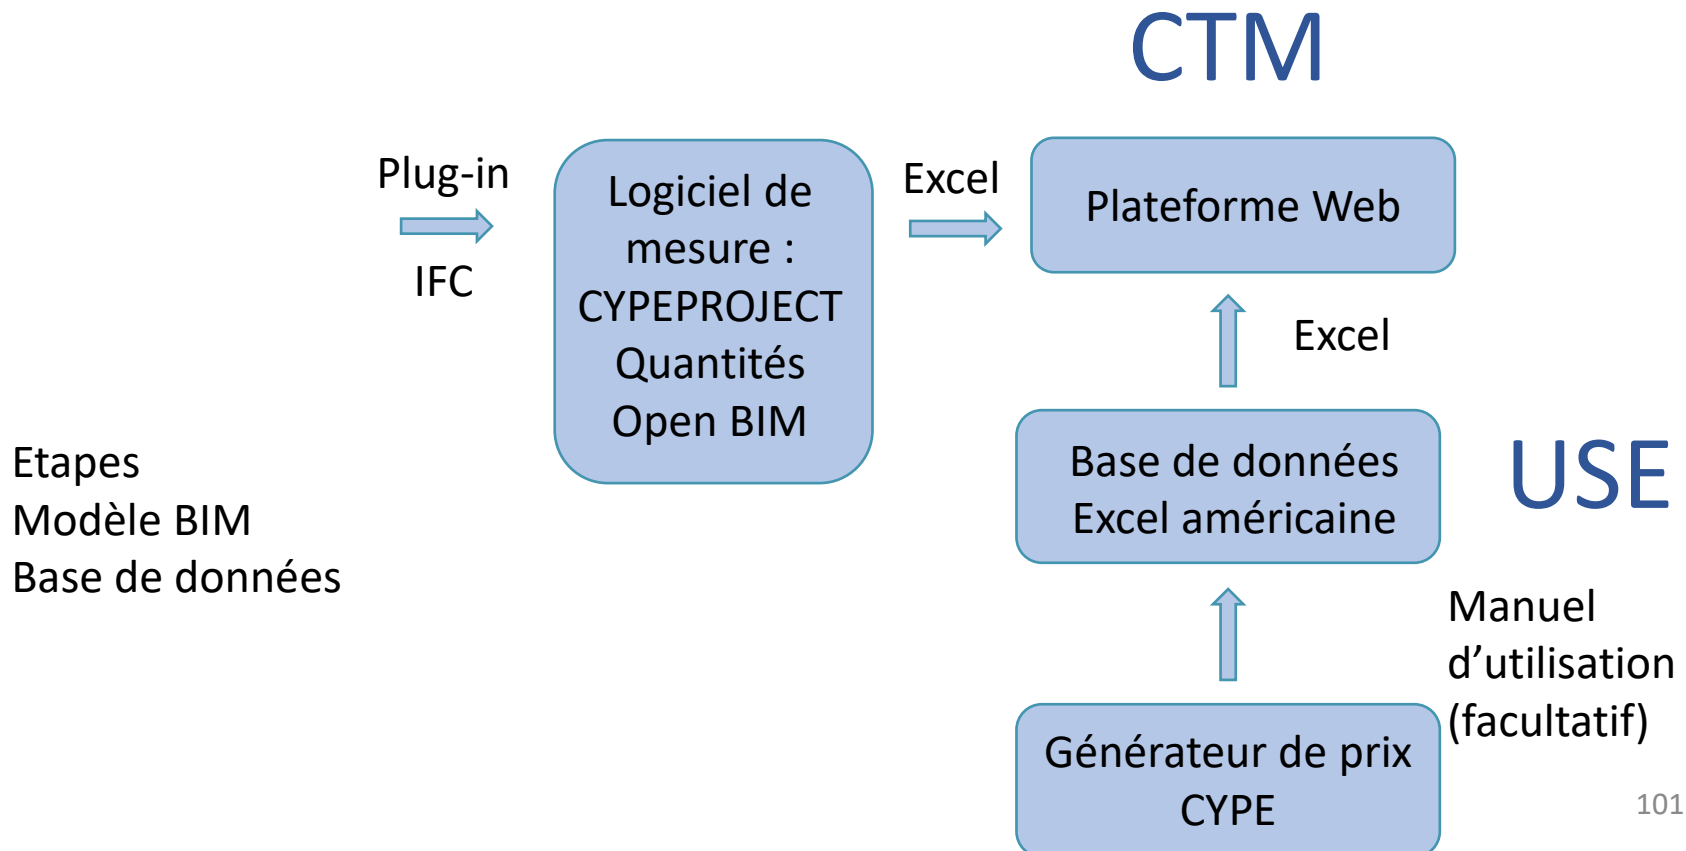 CTM
Plug-in
IFC
Logiciel de
mesure :
CYPEPROJECT
Quantités
Open BIM
Excel
Plateforme Web
Excel
Etapes
Modèle BIM
Base de données
Base de données
Excel américaine
USE
Manuel
d’utilisation
(facultatif)
Générateur de prix
CYPE
101